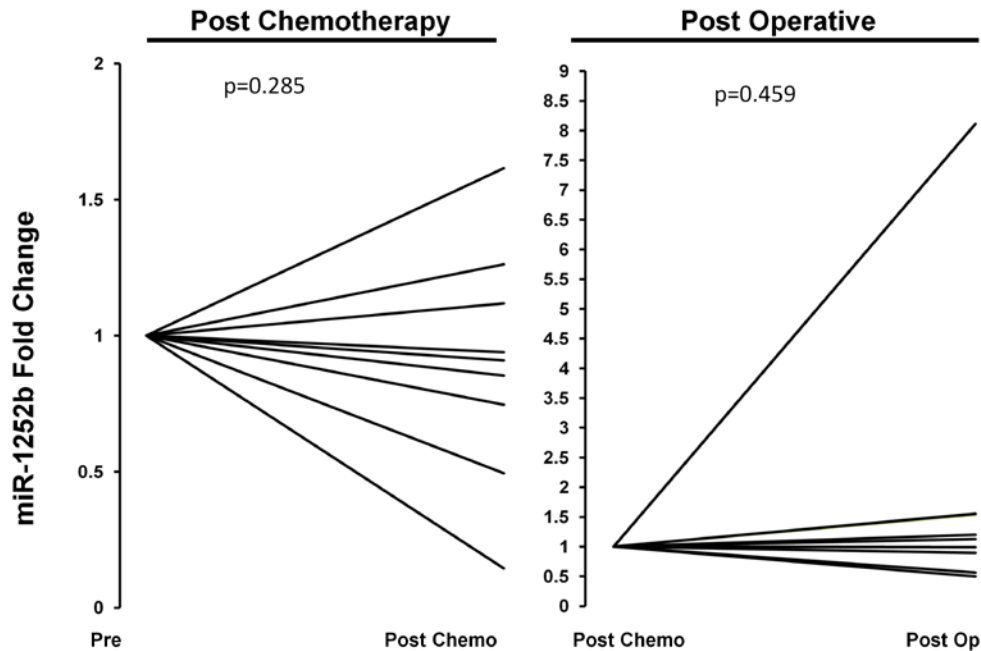 Post Chemotherapy
Post Operative
miR-1252b Fold Change
p=0.285
2
1.5
1
0.5
0
Pre
Post Chemo
p=0.459
9
8.5
8
7.5
7
6.5
6
5.5
5
4.5
4
3.5
3
2.5
2
1.5
1
0.5
0
Post Chemo
Post Op